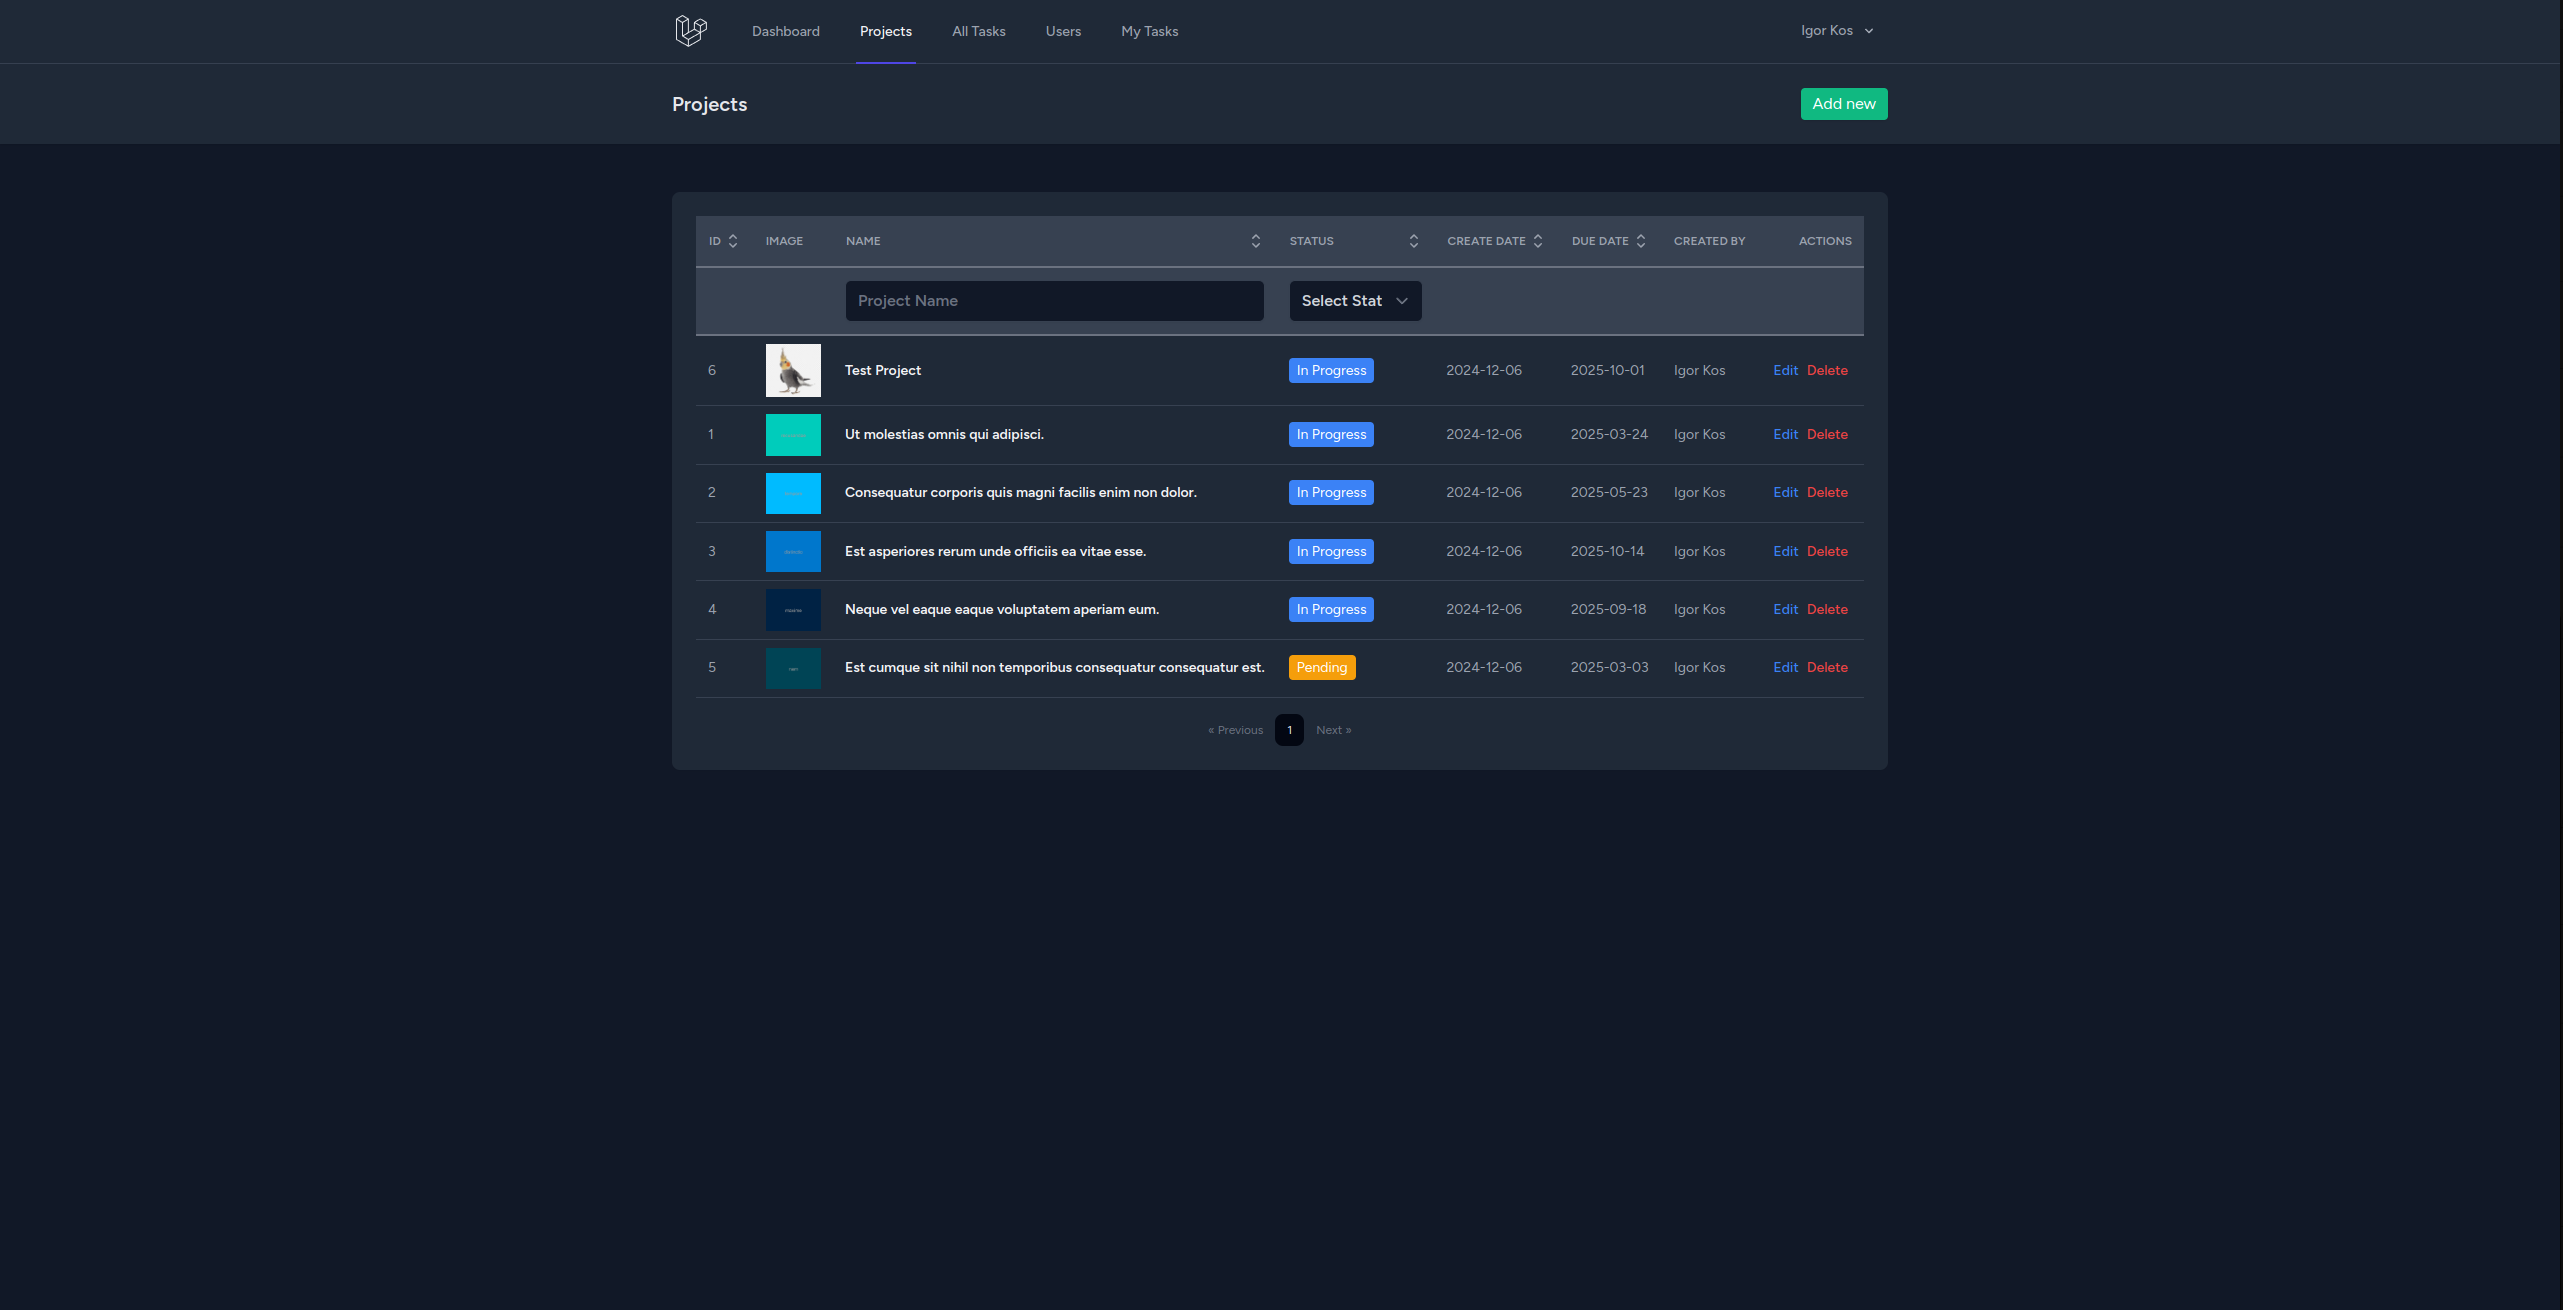 Dashboard Projects All Tasks Users My Tasks Igor Kos
Projects Add new
ID IMAGE NAME STATUS CREATE DATE DUE DATE CREATED BY ACTIONS
Project Name Select Stat
6 Test Project In Progress 2024-12-06 2025-10-01 Igor Kos Edit Delete
1 Ut molestias omnis qui adipisci. In Progress 2024-12-06 2025-03-24 Igor Kos Edit Delete
2 Consequatur corporis quis magni facilis enim non dolor. In Progress 2024-12-06 2025-05-23 Igor Kos Edit Delete
3 Est asperiores rerum unde officiis ea vitae esse. In Progress 2024-12-06 2025-10-14 Igor Kos Edit Delete
4 Neque vel eaque eaque voluptatem aperiam eum. In Progress 2024-12-06 2025-09-18 Igor Kos Edit Delete
5 Est cumque sit nihil non temporibus consequatur consequatur est. Pending 2024-12-06 2025-03-03 Igor Kos Edit Delete
« Previous 1 Next »